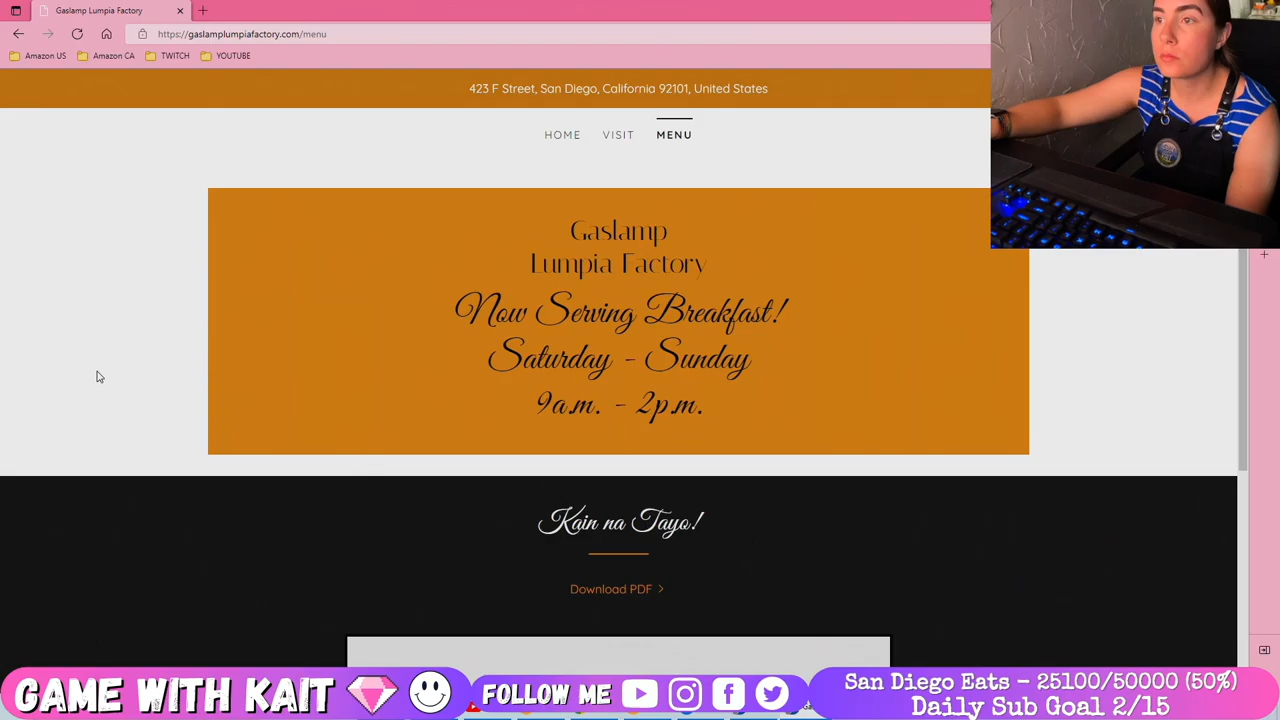 Gaslamp Lumpia Factory
https://gaslamplumpiafactory.com/menu
Amazon US
Amazon CA
TWITCH
YOUTUBE
423 F Street, San Diego, California 92101, United States
HOME VISIT MENU
Gaslamp
Lumpia Factory
Now Serving Breakfast!
Saturday - Sunday
9a.m. - 2p.m.
Kain na Tayo!
Download PDF >
GAME WITH KAIT
FOLLOW ME
San Diego Eats - 25100/50000 (50%)
Daily Sub Goal 2/15